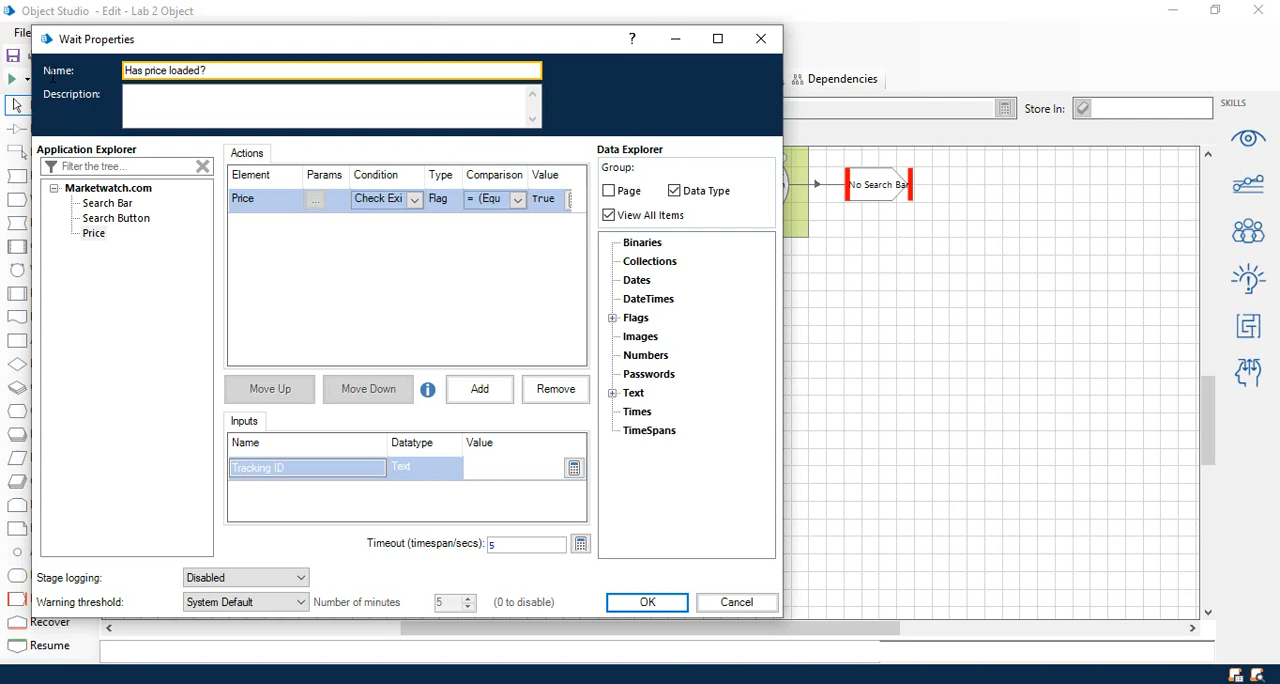 Object Studio - Edit - Lab 2 Object
File
Wait Properties
?
Name:
Has price loaded?
Description:
Dependencies
Store In:
SKILLS
Application Explorer
Filter the tree...
Marketwatch.com
Search Bar
Search Button
Price
Actions
Element Params Condition Type Comparison Value
Price ... Check Exi Flag = (Equ True
Move Up Move Down Add Remove
Inputs
Name Datatype Value
Tracking ID Text
Timeout (timespan/secs): 5
Data Explorer
Group:
Page Data Type
View All Items
Binaries
Collections
Dates
DateTimes
Flags
Images
Numbers
Passwords
Text
Times
TimeSpans
No Search Bar
Stage logging: Disabled
Warning threshold: System Default Number of minutes 5 (0 to disable)
OK Cancel
Recover
Resume